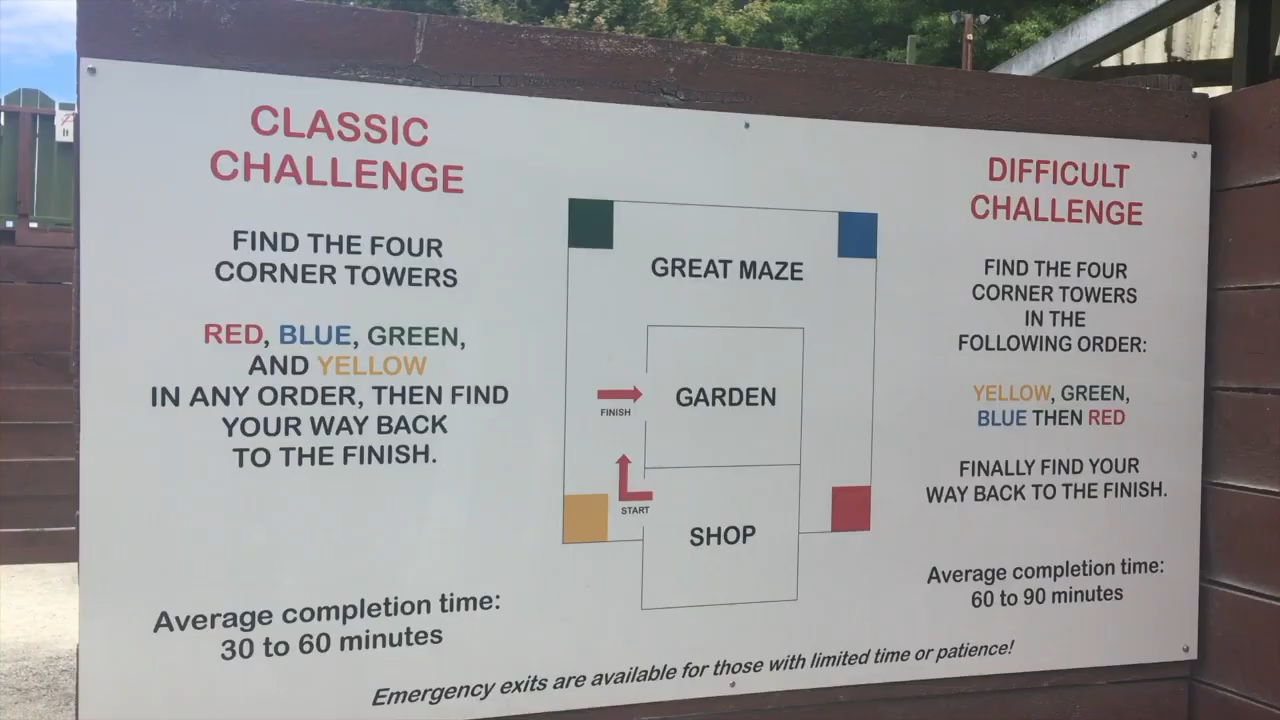 CLASSIC
CHALLENGE
FIND THE FOUR
CORNER TOWERS
RED, BLUE, GREEN,
AND YELLOW
IN ANY ORDER, THEN FIND
YOUR WAY BACK
TO THE FINISH.
Average completion time:
30 to 60 minutes
GREAT MAZE
GARDEN
FINISH
START
SHOP
DIFFICULT
CHALLENGE
FIND THE FOUR
CORNER TOWERS
IN THE
FOLLOWING ORDER:
YELLOW, GREEN,
BLUE THEN RED
FINALLY FIND YOUR
WAY BACK TO THE FINISH.
Average completion time:
60 to 90 minutes
Emergency exits are available for those with limited time or patience!